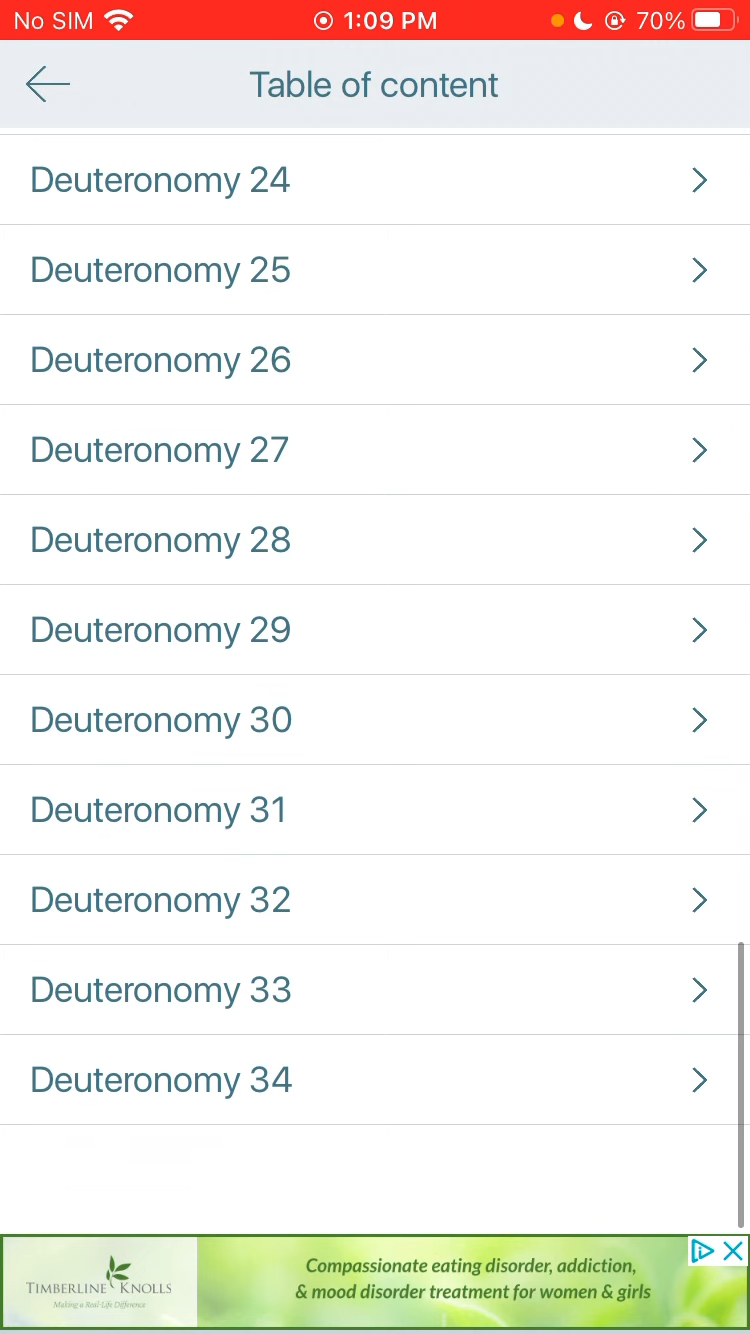 No SIM 1:09 PM 70%
Table of content
Deuteronomy 24
Deuteronomy 25
Deuteronomy 26
Deuteronomy 27
Deuteronomy 28
Deuteronomy 29
Deuteronomy 30
Deuteronomy 31
Deuteronomy 32
Deuteronomy 33
Deuteronomy 34
TIMBERLINE KNOLLS
Making a Real-Life Difference
Compassionate eating disorder, addiction,
& mood disorder treatment for women & girls